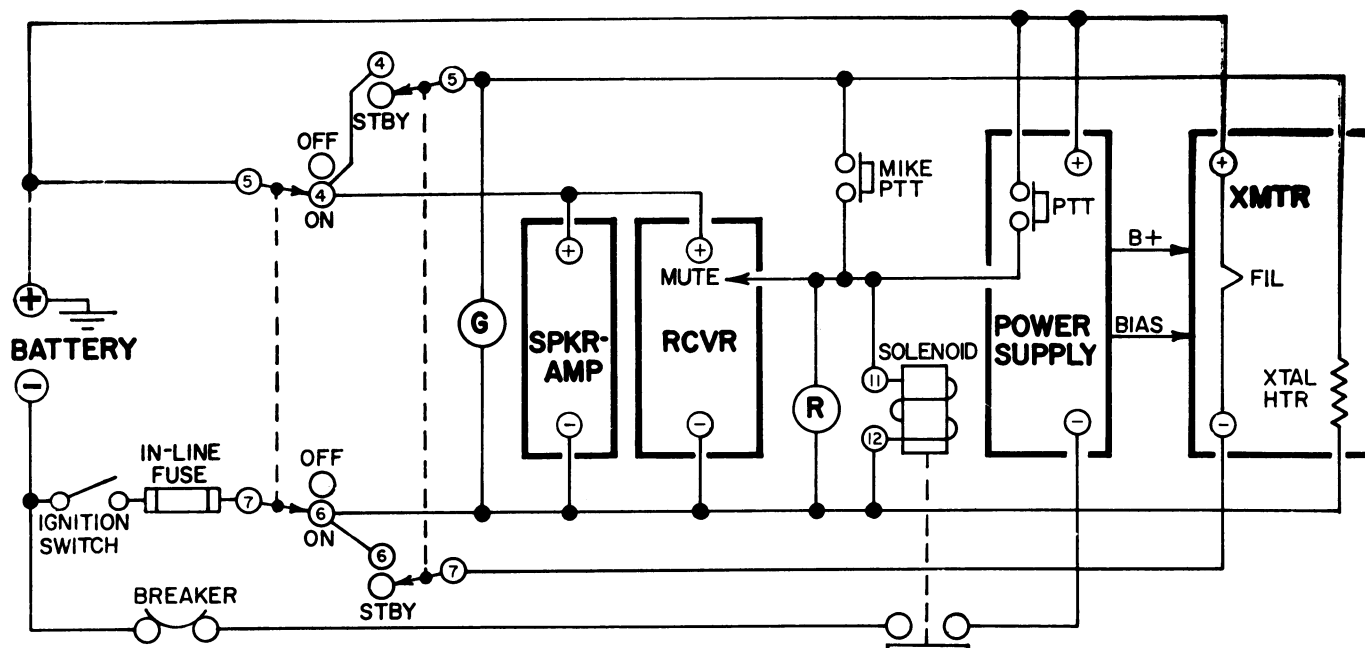 4
5
STBY
OFF
MIKE
PTT
+
+
5
4
ON
PTT
XMTR
+
+
B+
MUTE
FIL
+
G
POWER
SUPPLY
BIAS
BATTERY
SPKR-
AMP
RCVR
SOLENOID
-
11
XTAL
HTR
R
-
-
12
-
-
IN-LINE
FUSE
OFF
7
6
IGNITION
SWITCH
ON
6
7
BREAKER
STBY